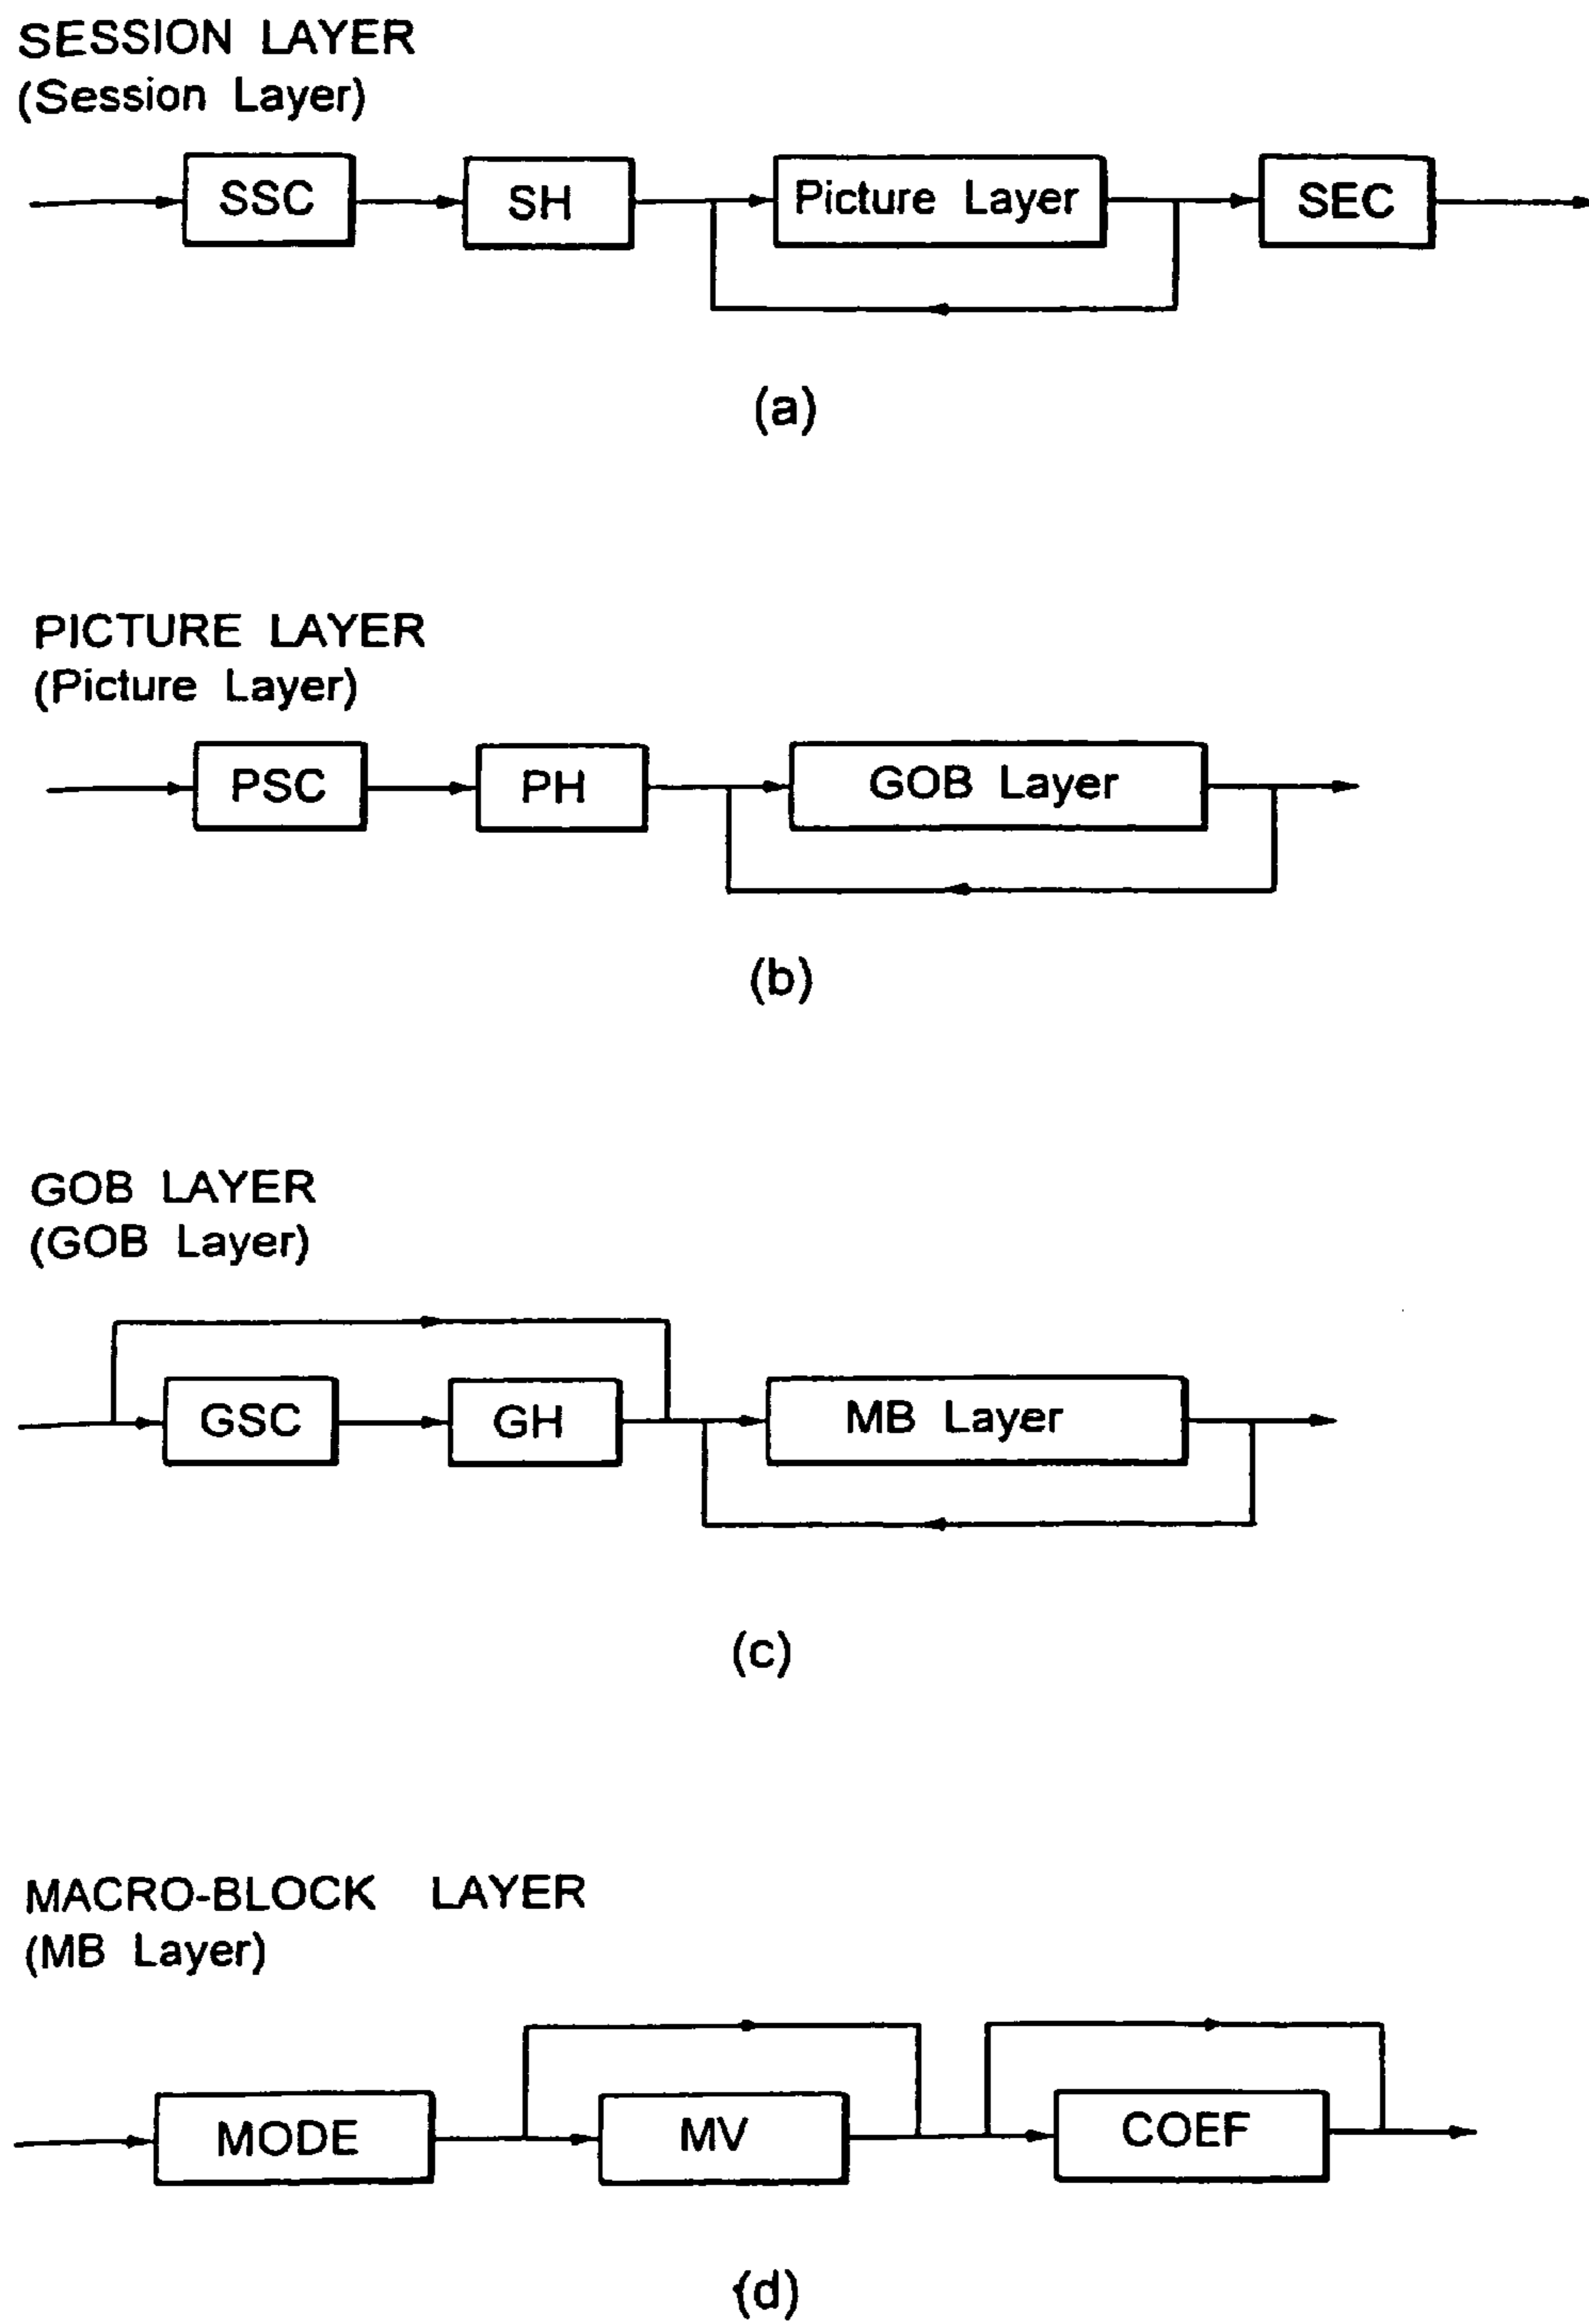 SESSION LAYER
(Session Layer)
SSC SH Picture Layer SEC
(a)
PICTURE LAYER
(Picture Layer)
PSC PH GOB Layer
(b)
GOB LAYER
(GOB Layer)
GSC GH MB Layer
(c)
MACRO-BLOCK LAYER
(MB Layer)
MODE MV COEF
(d)